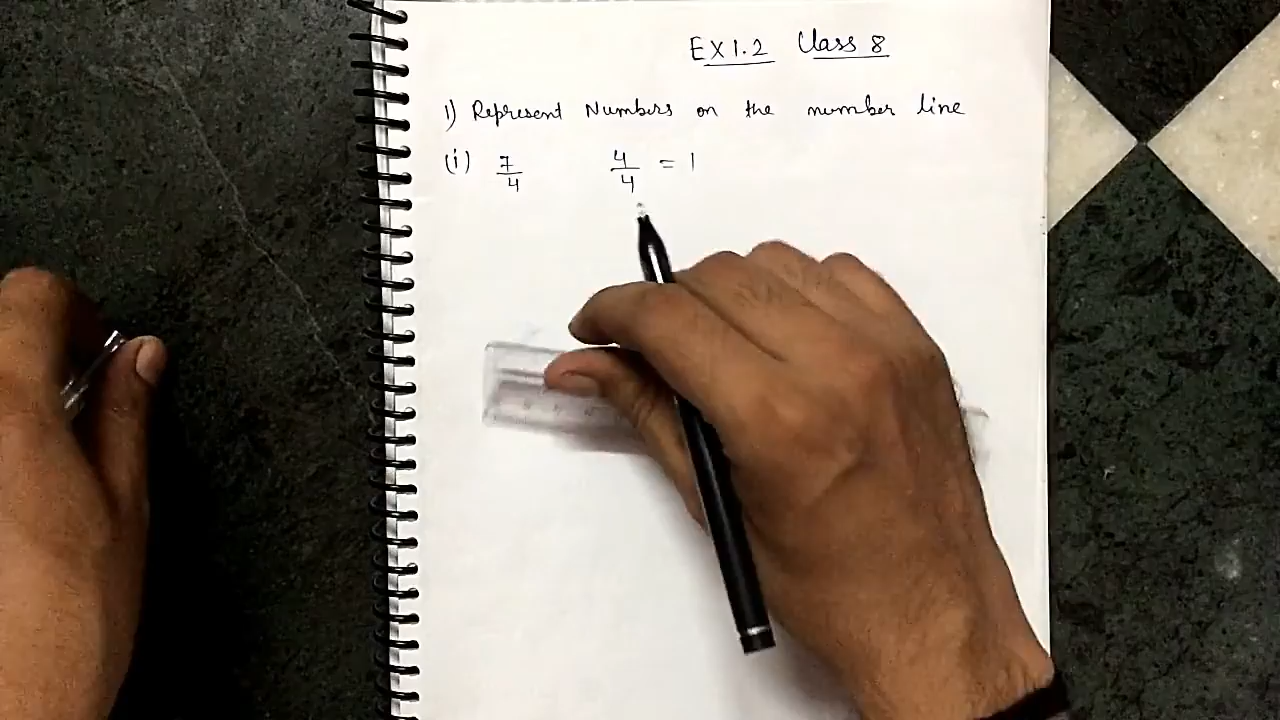 EX 1.2 Class 8
1) Represent Numbers on the number line
(i) 7/4 4/4 = 1